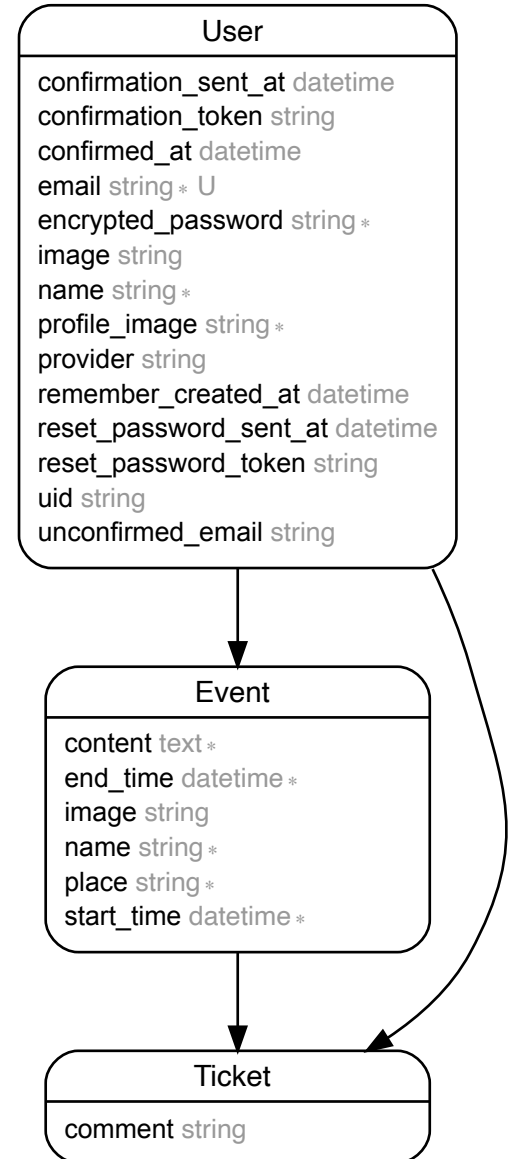 User
confirmation_sent_at datetime
confirmation_token string
confirmed_at datetime
email string ∗ U
encrypted_password string ∗
image string
name string ∗
profile_image string ∗
provider string
remember_created_at datetime
reset_password_sent_at datetime
reset_password_token string
uid string
unconfirmed_email string
Event
content text ∗
end_time datetime ∗
image string
name string ∗
place string ∗
start_time datetime ∗
Ticket
comment string